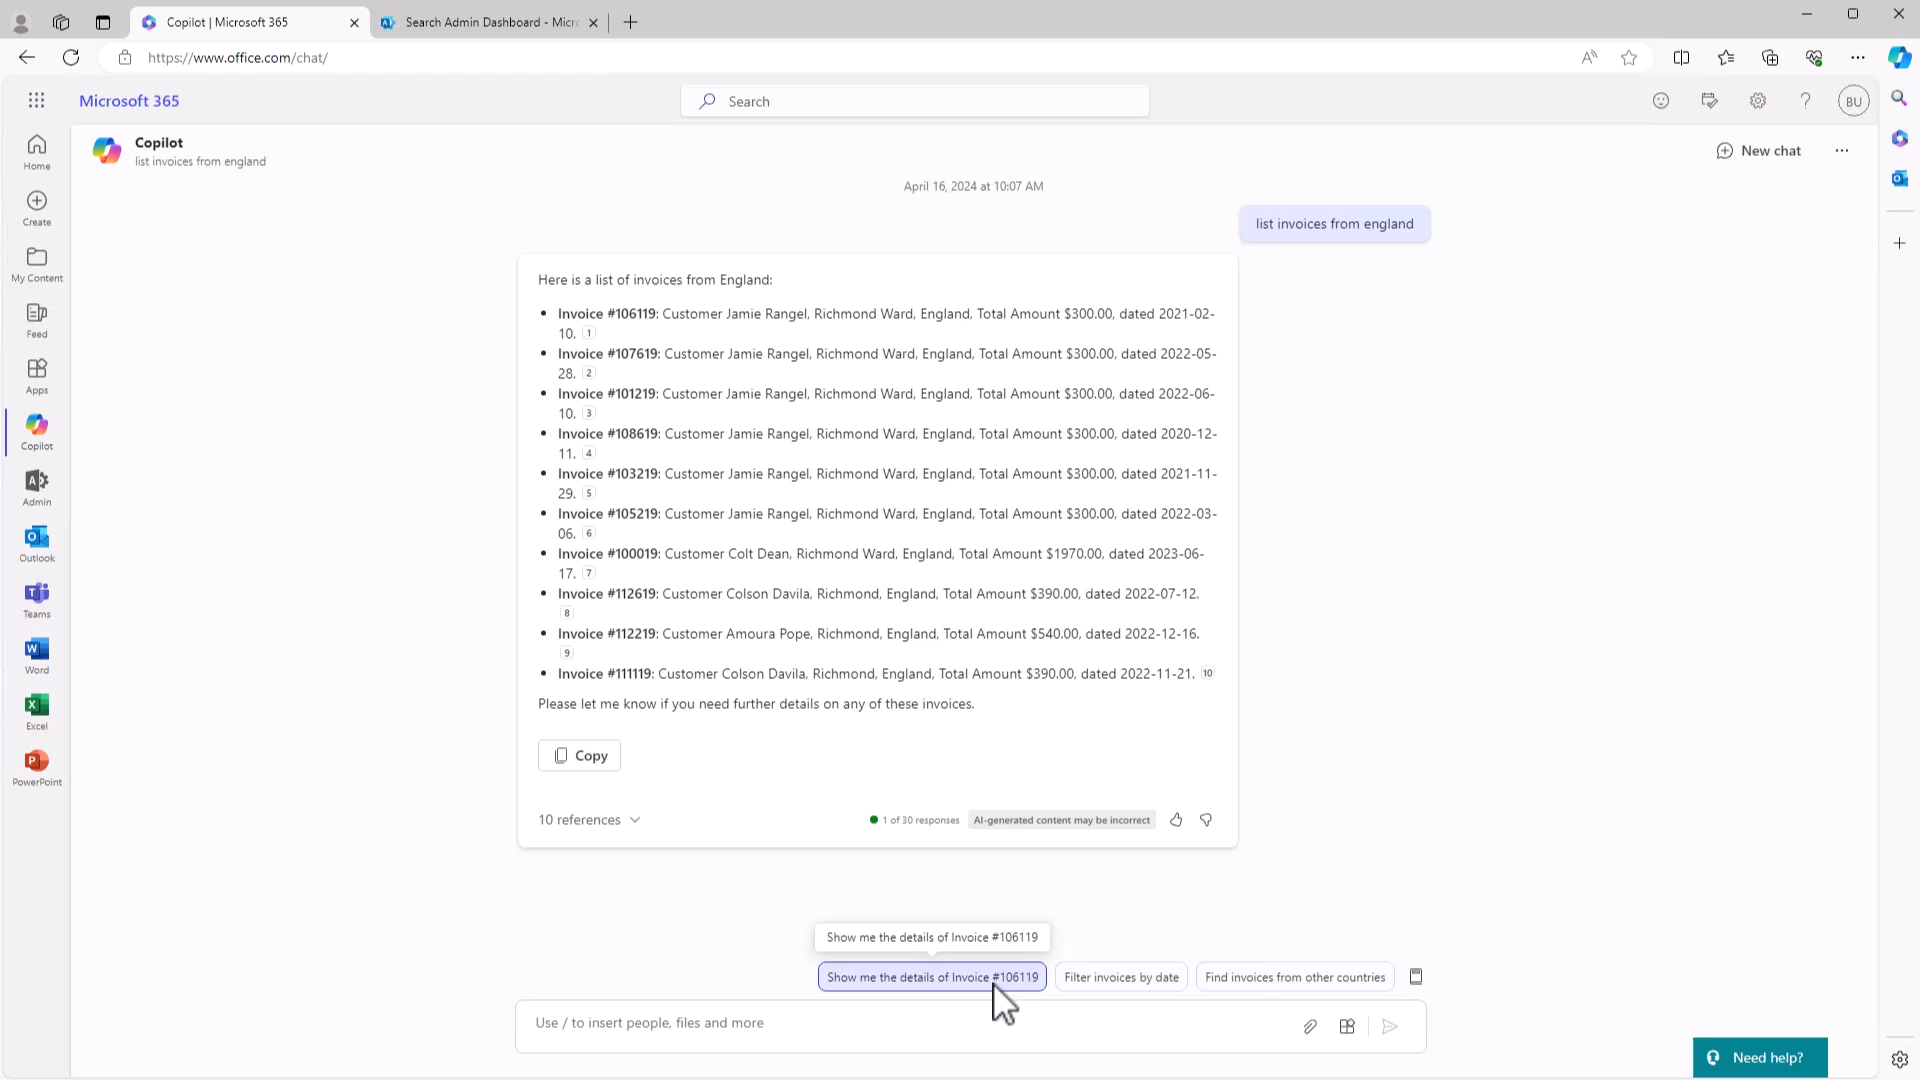 Copilot | Microsoft 365
Search Admin Dashboard - Micr
https://www.office.com/chat/
Microsoft 365
Search
BU
Home
Create
My Content
Feed
Apps
Copilot
Admin
Outlook
Teams
Word
Excel
PowerPoint
Copilot
list invoices from england
New chat
April 16, 2024 at 10:07 AM
list invoices from england
Here is a list of invoices from England:
• Invoice #106119: Customer Jamie Rangel, Richmond Ward, England, Total Amount $300.00, dated 2021-02-
10. 1
• Invoice #107619: Customer Jamie Rangel, Richmond Ward, England, Total Amount $300.00, dated 2022-05-
28. 2
• Invoice #101219: Customer Jamie Rangel, Richmond Ward, England, Total Amount $300.00, dated 2022-06-
10. 3
• Invoice #108619: Customer Jamie Rangel, Richmond Ward, England, Total Amount $300.00, dated 2020-12-
11. 4
• Invoice #103219: Customer Jamie Rangel, Richmond Ward, England, Total Amount $300.00, dated 2021-11-
29. 5
• Invoice #105219: Customer Jamie Rangel, Richmond Ward, England, Total Amount $300.00, dated 2022-03-
06. 6
• Invoice #100019: Customer Colt Dean, Richmond Ward, England, Total Amount $1970.00, dated 2023-06-
17. 7
• Invoice #112619: Customer Colson Davila, Richmond, England, Total Amount $390.00, dated 2022-07-12.
8
• Invoice #112219: Customer Amoura Pope, Richmond, England, Total Amount $540.00, dated 2022-12-16.
9
• Invoice #111119: Customer Colson Davila, Richmond, England, Total Amount $390.00, dated 2022-11-21. 10
Please let me know if you need further details on any of these invoices.
Copy
10 references
1 of 30 responses
AI-generated content may be incorrect
Show me the details of Invoice #106119
Show me the details of Invoice #106119
Filter invoices by date
Find invoices from other countries
Use / to insert people, files and more
Need help?